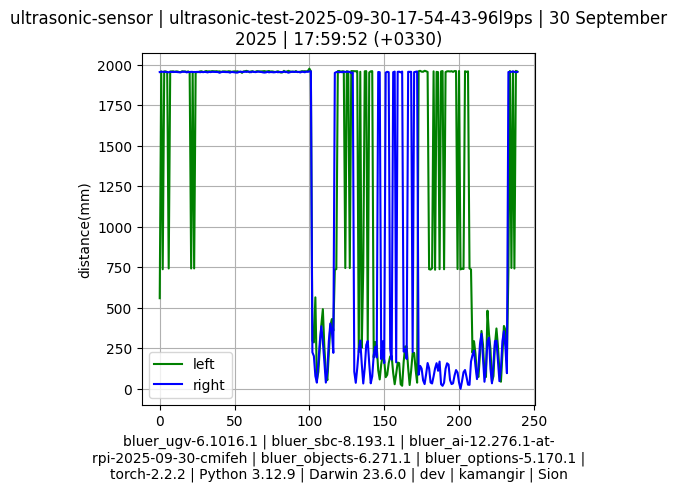 ultrasonic-sensor | ultrasonic-test-2025-09-30-17-54-43-96l9ps | 30 September
2025 | 17:59:52 (+0330)
2000
1750
1500
1250
1000
750
500
250
0
distance(mm)
left
right
0
50
100
150
200
250
bluer_ugv-6.1016.1 | bluer_sbc-8.193.1 | bluer_ai-12.276.1-at-
rpi-2025-09-30-cmifeh | bluer_objects-6.271.1 | bluer_options-5.170.1 |
torch-2.2.2 | Python 3.12.9 | Darwin 23.6.0 | dev | kamangir | Sion